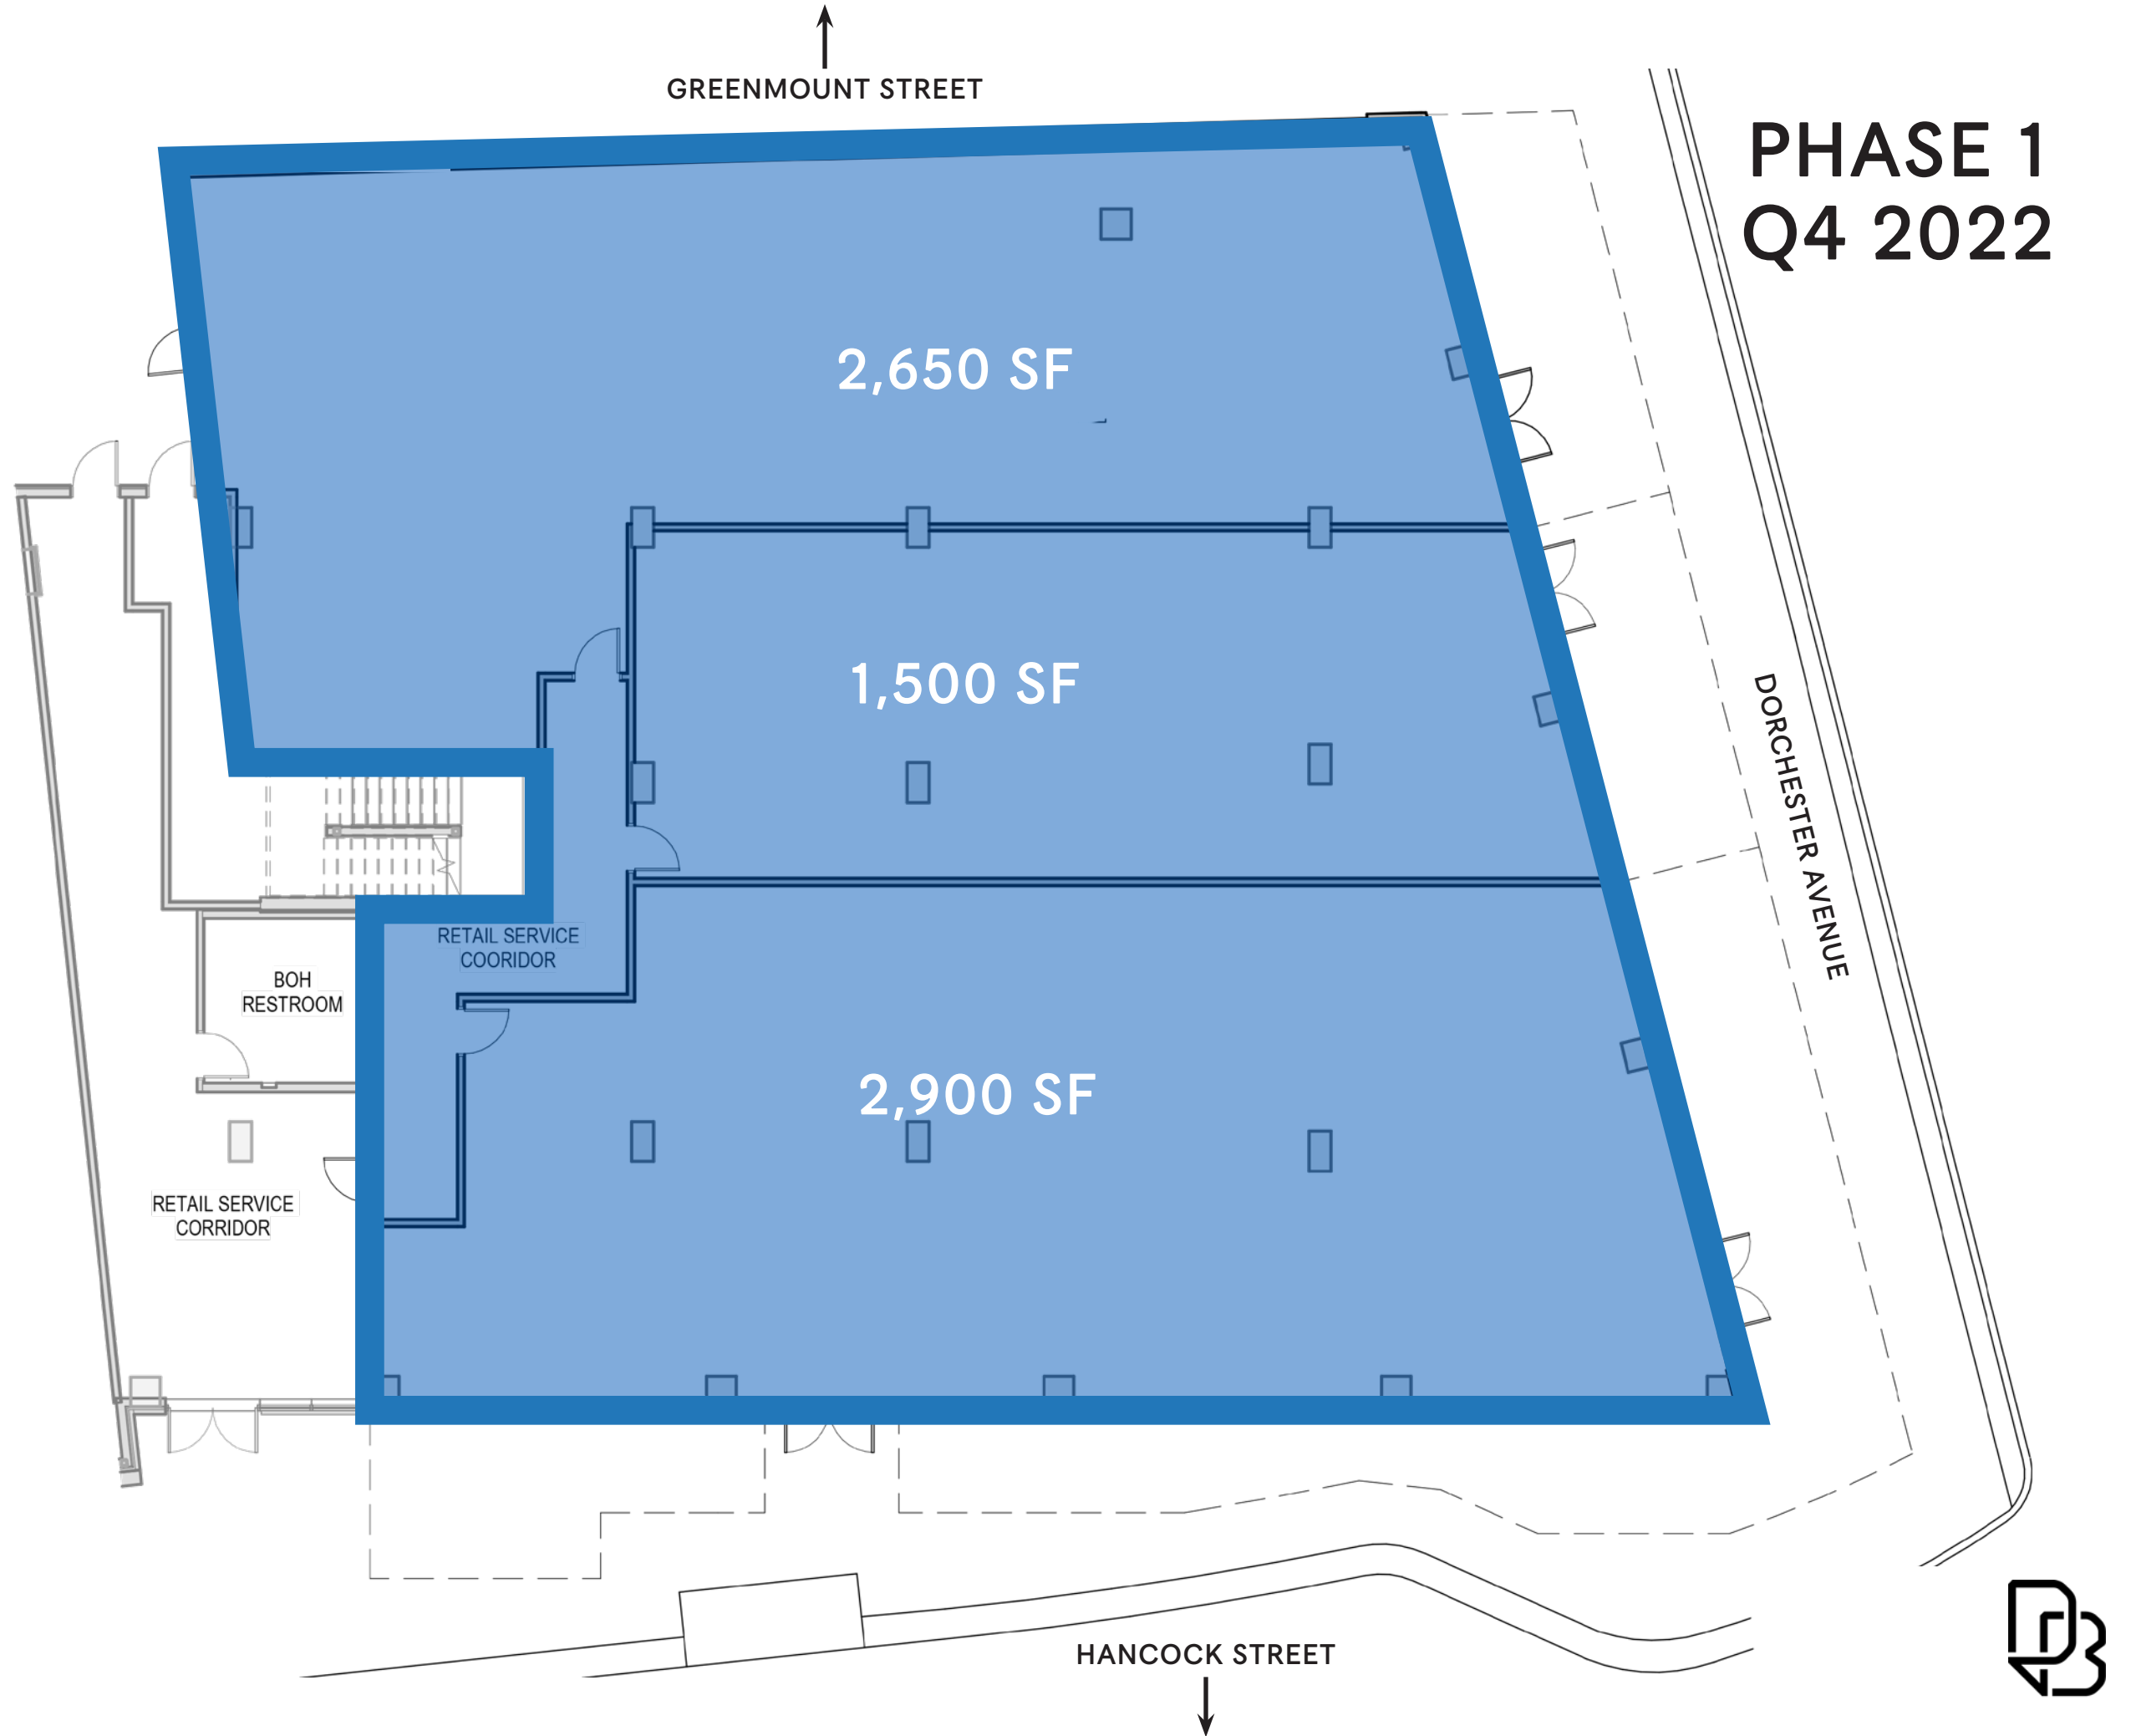 GREENMOUNT STREET
PHASE 1
Q4 2022
2,650 SF
1,500 SF
DORCHESTER AVENUE
RETAIL SERVICE
COORIDOR
BOH
RESTROOM
2,900 SF
RETAIL SERVICE
CORRIDOR
HANCOCK STREET
DB